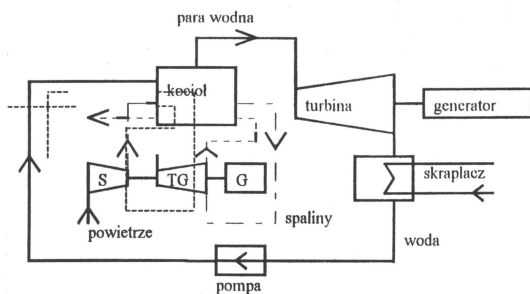 para wodna
kocioł
turbina
generator
S
TG
G
skraplacz
powietrze
spaliny
woda
pompa